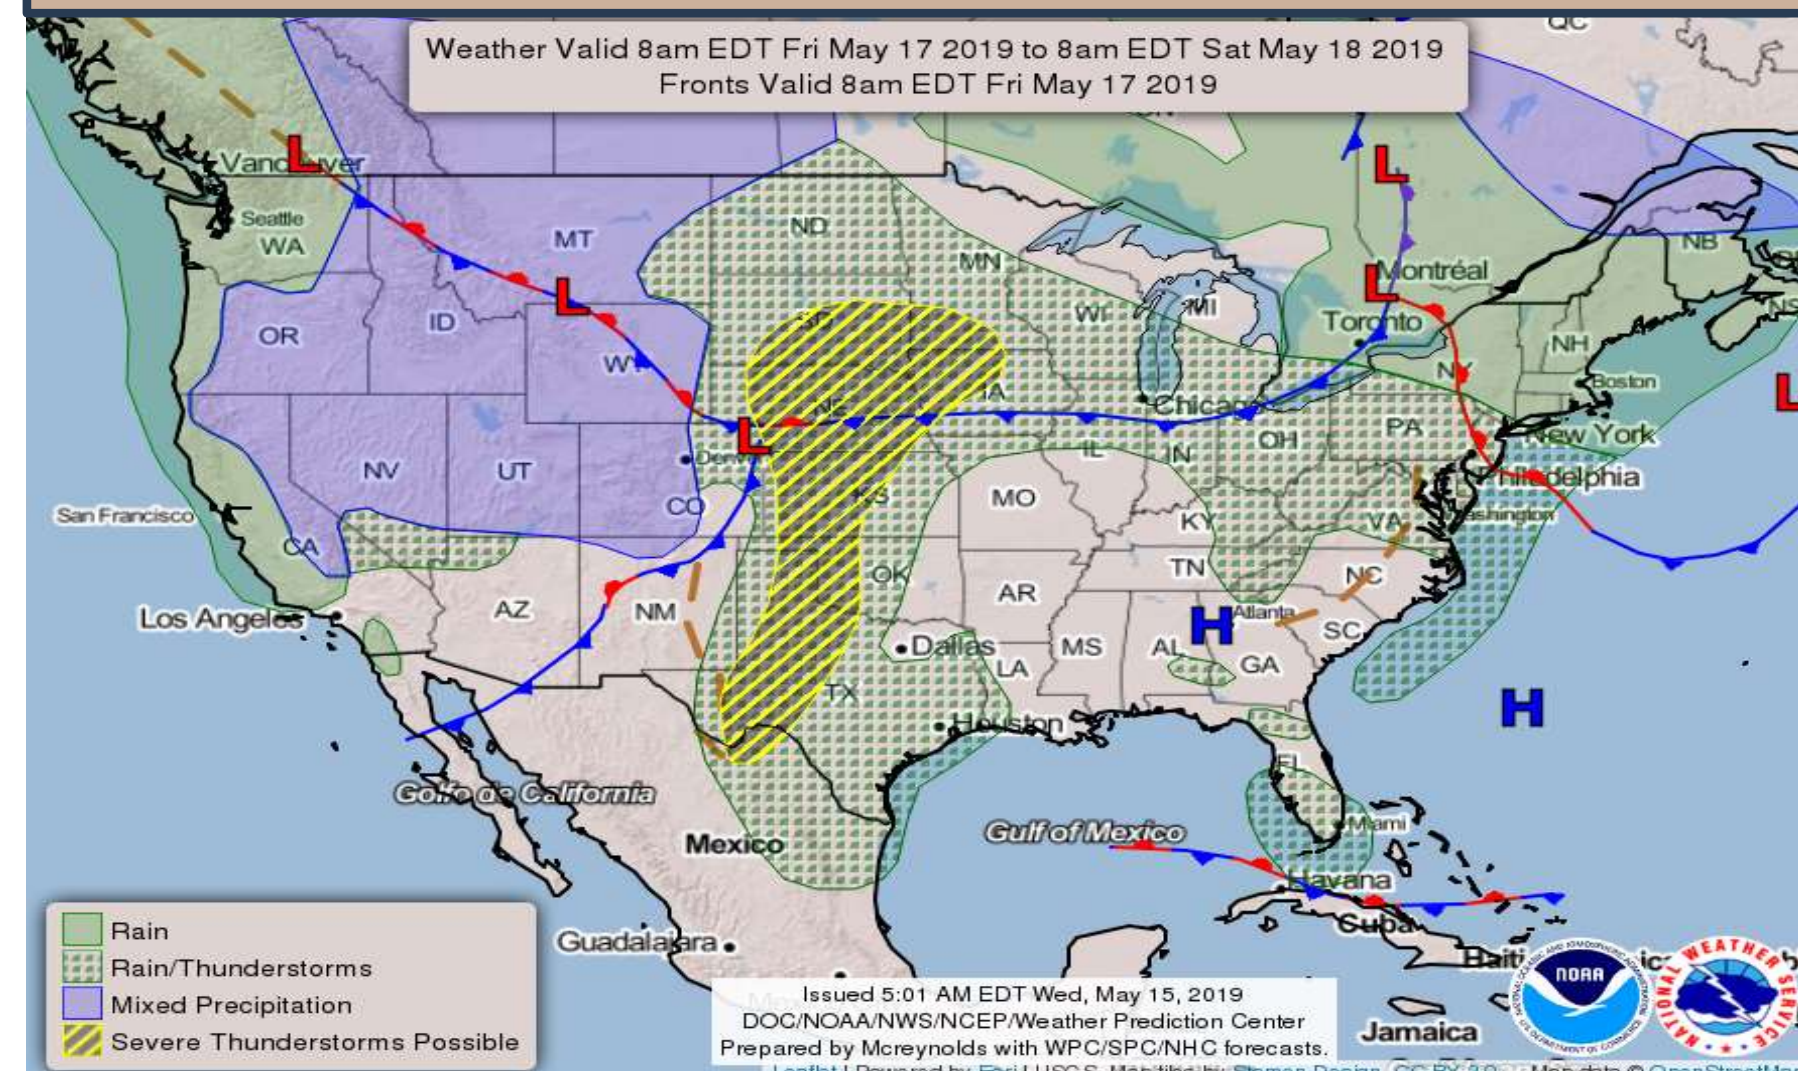 QC
Weather Valid 8am EDT Fri May 17 2019 to 8am EDT Sat May 18 2019
Fronts Valid 8am EDT Fri May 17 2019
L
L
Vancouver
Seattle
WA
MT
ND
MN
NB
Montréal
L
L
OR
ID
SD
WI
MI
Toronto
NH
WY
NY
Boston
L
NE
IA
Chicago
L
Denver
NV
UT
CO
KS
MO
IL
IN
OH
PA
New York
Philadelphia
San Francisco
CA
KY
VA
Washington
Los Angeles
AZ
NM
OK
AR
TN
NC
H
Atlanta
SC
Dallas
LA
MS
AL
GA
TX
H
Houston
FL
Golfo de California
Mexico
Gulf of Mexico
Miami
Havana
Cuba
Guadalajara
Haiti
Jamaica
Rain
Rain/Thunderstorms
Mixed Precipitation
Severe Thunderstorms Possible
Issued 5:01 AM EDT Wed, May 15, 2019
DOC/NOAA/NWS/NCEP/Weather Prediction Center
Prepared by Mcreynolds with WPC/SPC/NHC forecasts.
NOAA
NATIONAL WEATHER SERVICE